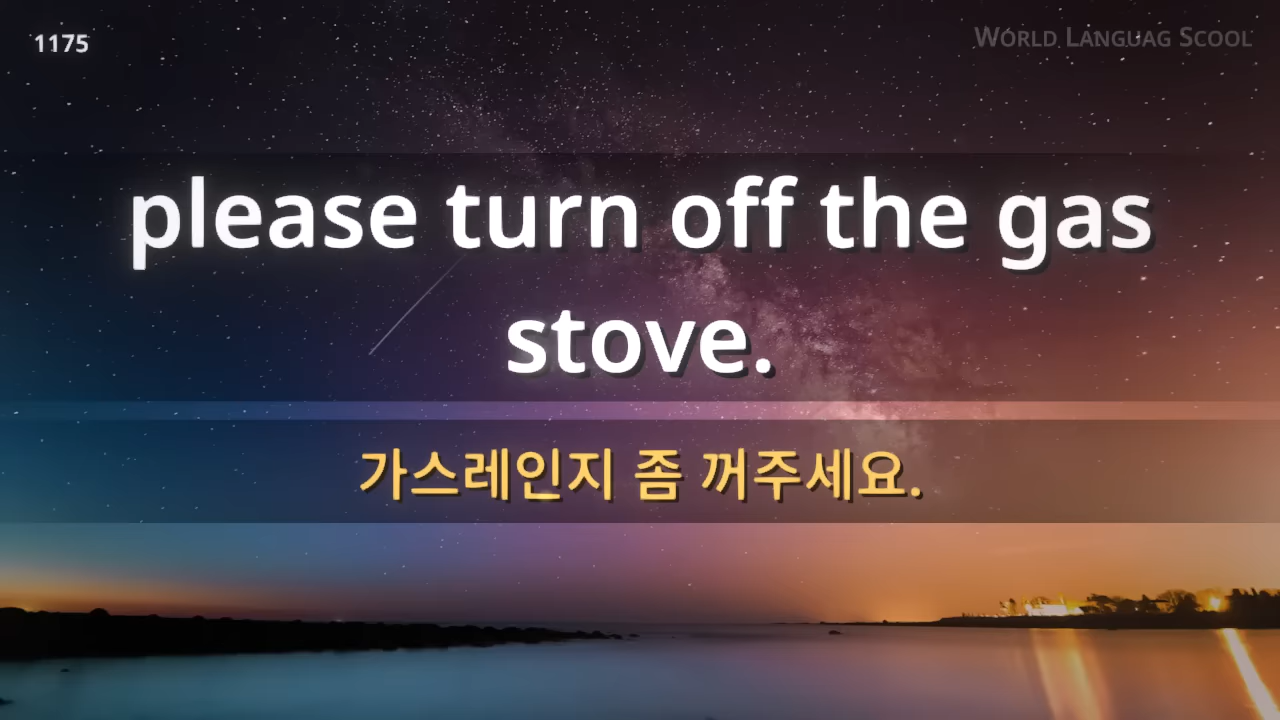 1175
WORLD LANGUAG SCOOL
please turn off the gas
stove.
가스레인지 좀 꺼주세요.